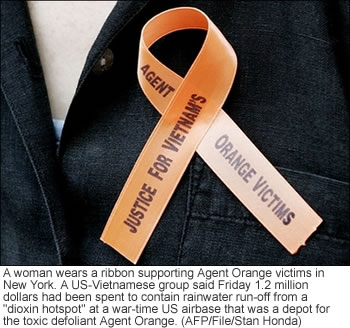 AGENT
ORANGE VICTIMS
JUSTICE FOR VIETNAM'S
A woman wears a ribbon supporting Agent Orange victims in
New York. A US-Vietnamese group said Friday 1.2 million
dollars had been spent to contain rainwater run-off from a
"dioxin hotspot" at a war-time US airbase that was a depot for
the toxic defoliant Agent Orange. (AFP/File/Stan Honda)